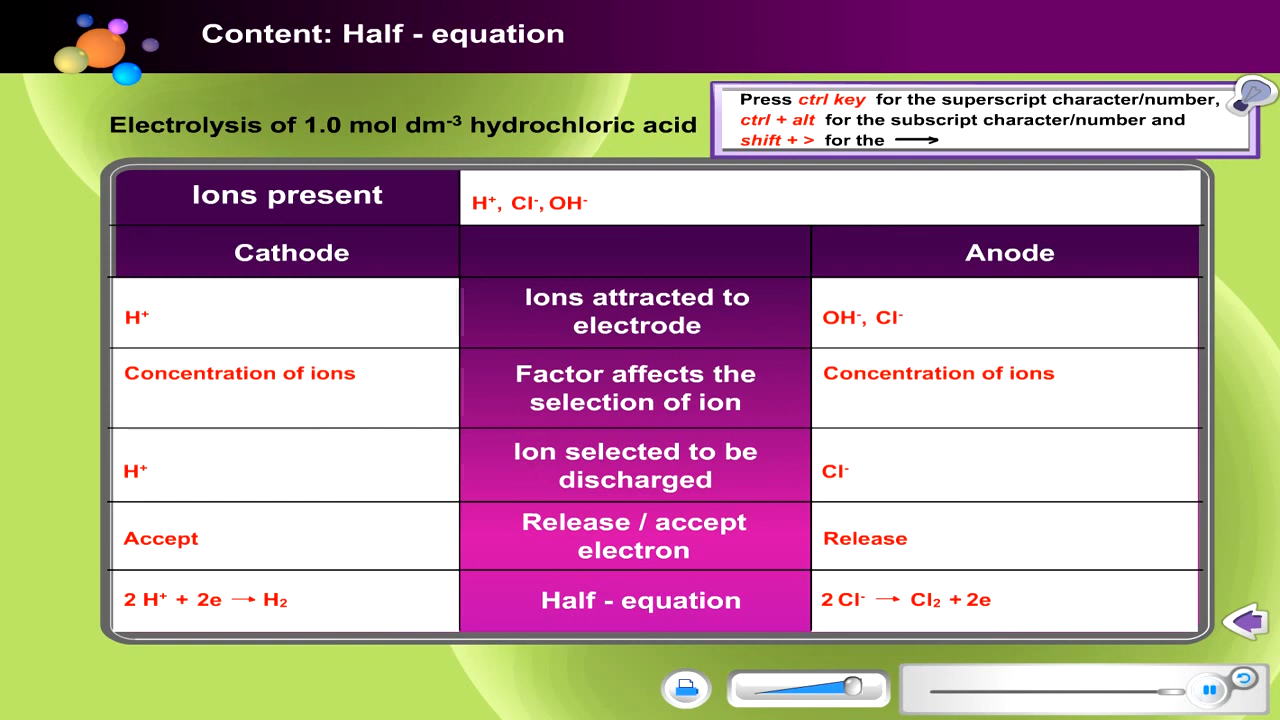 Content: Half - equation
Press ctrl key for the superscript character/number,
ctrl + alt for the subscript character/number and
shift + > for the ⟶
Electrolysis of 1.0 mol dm⁻³ hydrochloric acid
Ions present
H⁺, Cl⁻, OH⁻
Cathode
Anode
H⁺
Ions attracted to
electrode
OH⁻, Cl⁻
Concentration of ions
Factor affects the
selection of ion
Concentration of ions
H⁺
Ion selected to be
discharged
Cl⁻
Accept
Release / accept
electron
Release
2 H⁺ + 2e → H₂
Half - equation
2 Cl⁻ → Cl₂ + 2e